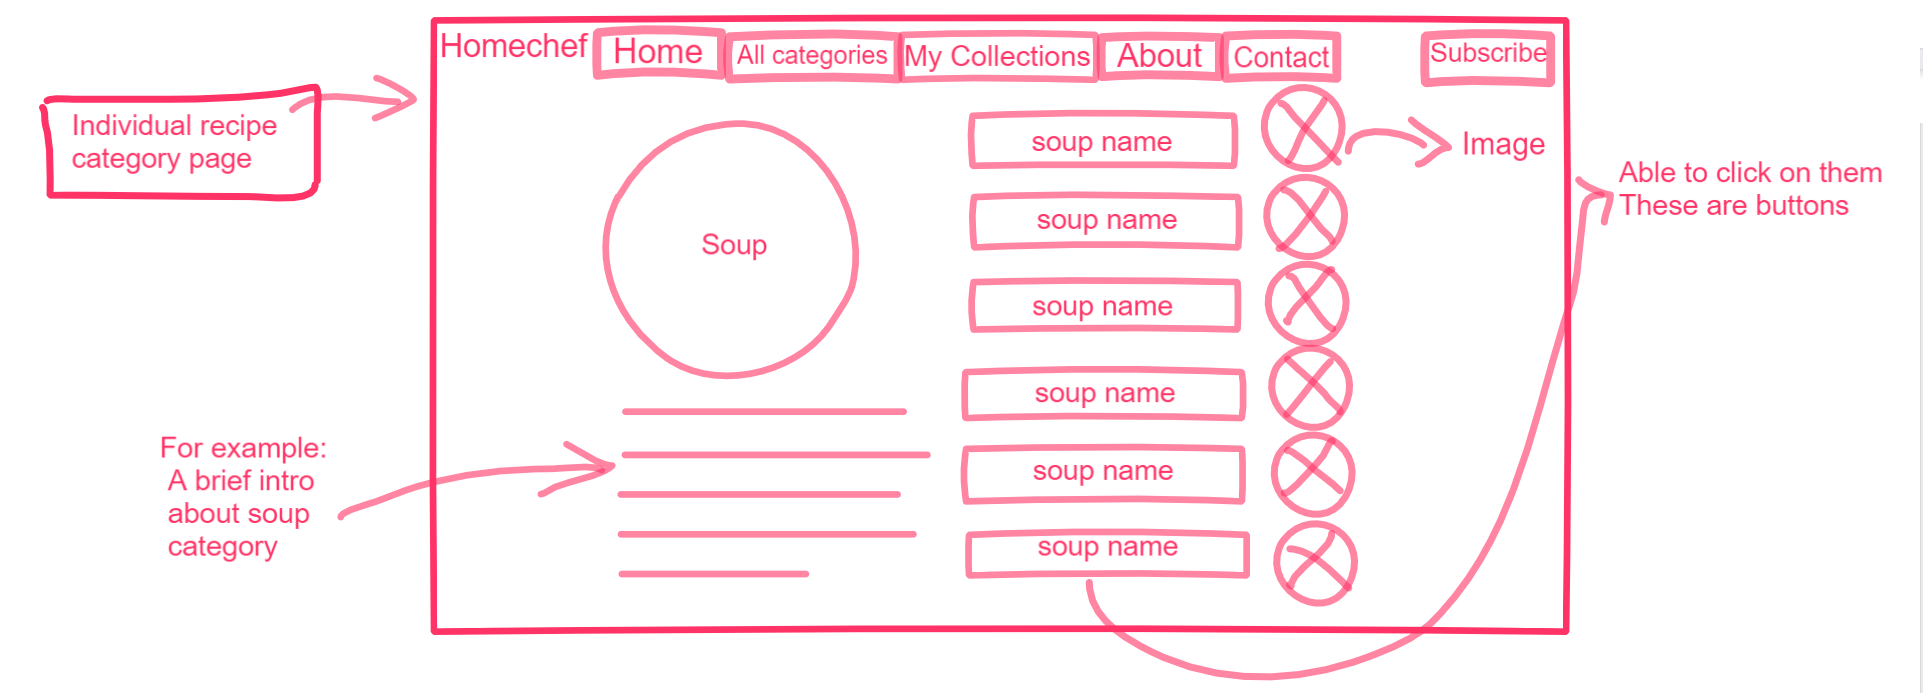 Homechef
Home
All categories
My Collections
About
Contact
Subscribe
Individual recipe
category page
soup name
Image
Able to click on them
These are buttons
soup name
Soup
soup name
soup name
For example:
A brief intro
about soup
category
soup name
soup name